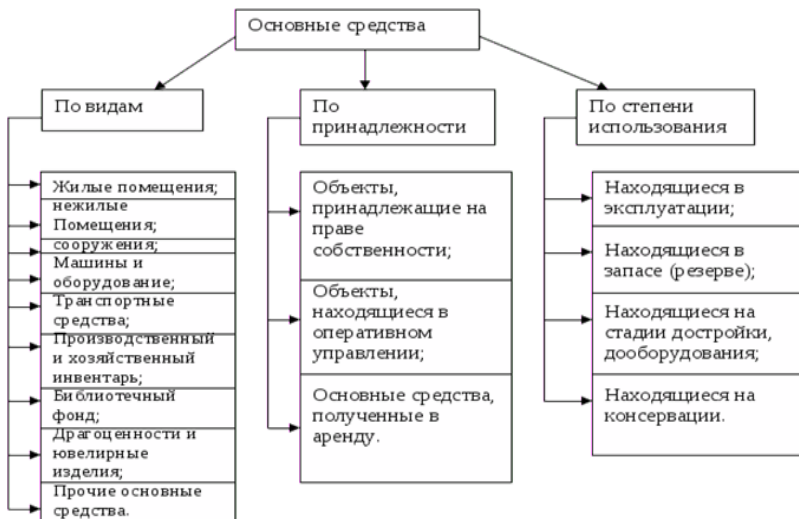 Основные средства
По видам
По
принадлежности
По степени
использования
Жилые помещения;
нежилые
Помещения;
сооружения;
Машины и
оборудование;
Транспортные
средства;
Производственный
и хозяйственный
инвентарь;
Библиотечный
фонд;
Драгоценности и
ювелирные
изделия;
Прочие основные
средства.
Объекты,
принадлежащие на
праве
собственности;
Объекты,
находящиеся в
оперативном
управлении;
Основные средства,
полученные в
аренду.
Находящиеся в
эксплуатации;
Находящиеся в
запасе (резерве);
Находящиеся на
стадии достройки,
дооборудования;
Находящиеся на
консервации.